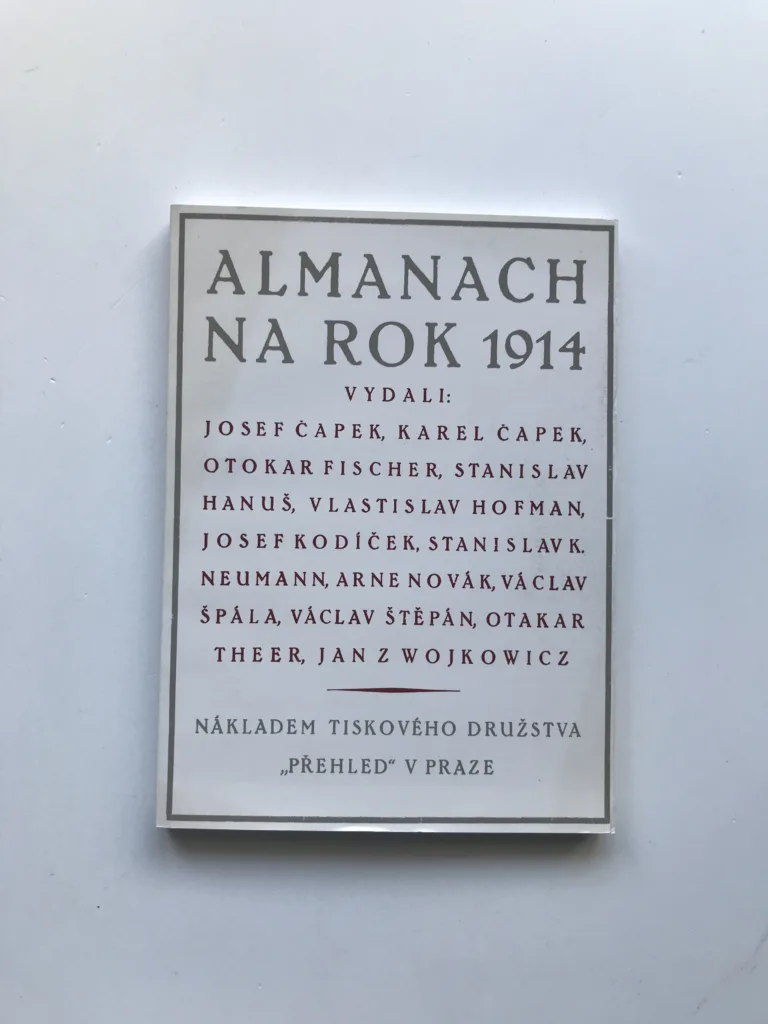 ALMANACH
NA ROK 1914
VYDALI:
JOSEF ČAPEK, KAREL ČAPEK,
OTOKAR FISCHER, STANISLAV
HANUŠ, VLASTISLAV HOFMAN,
JOSEF KODÍČEK, STANISLAV K.
NEUMANN, ARNE NOVÁK, VÁCLAV
ŠPÁLA, VÁCLAV ŠTĚPÁN, OTAKAR
THEER, JAN Z WOJKOWICZ
NÁKLADEM TISKOVÉHO DRUŽSTVA
„PŘEHLED“ V PRAZE